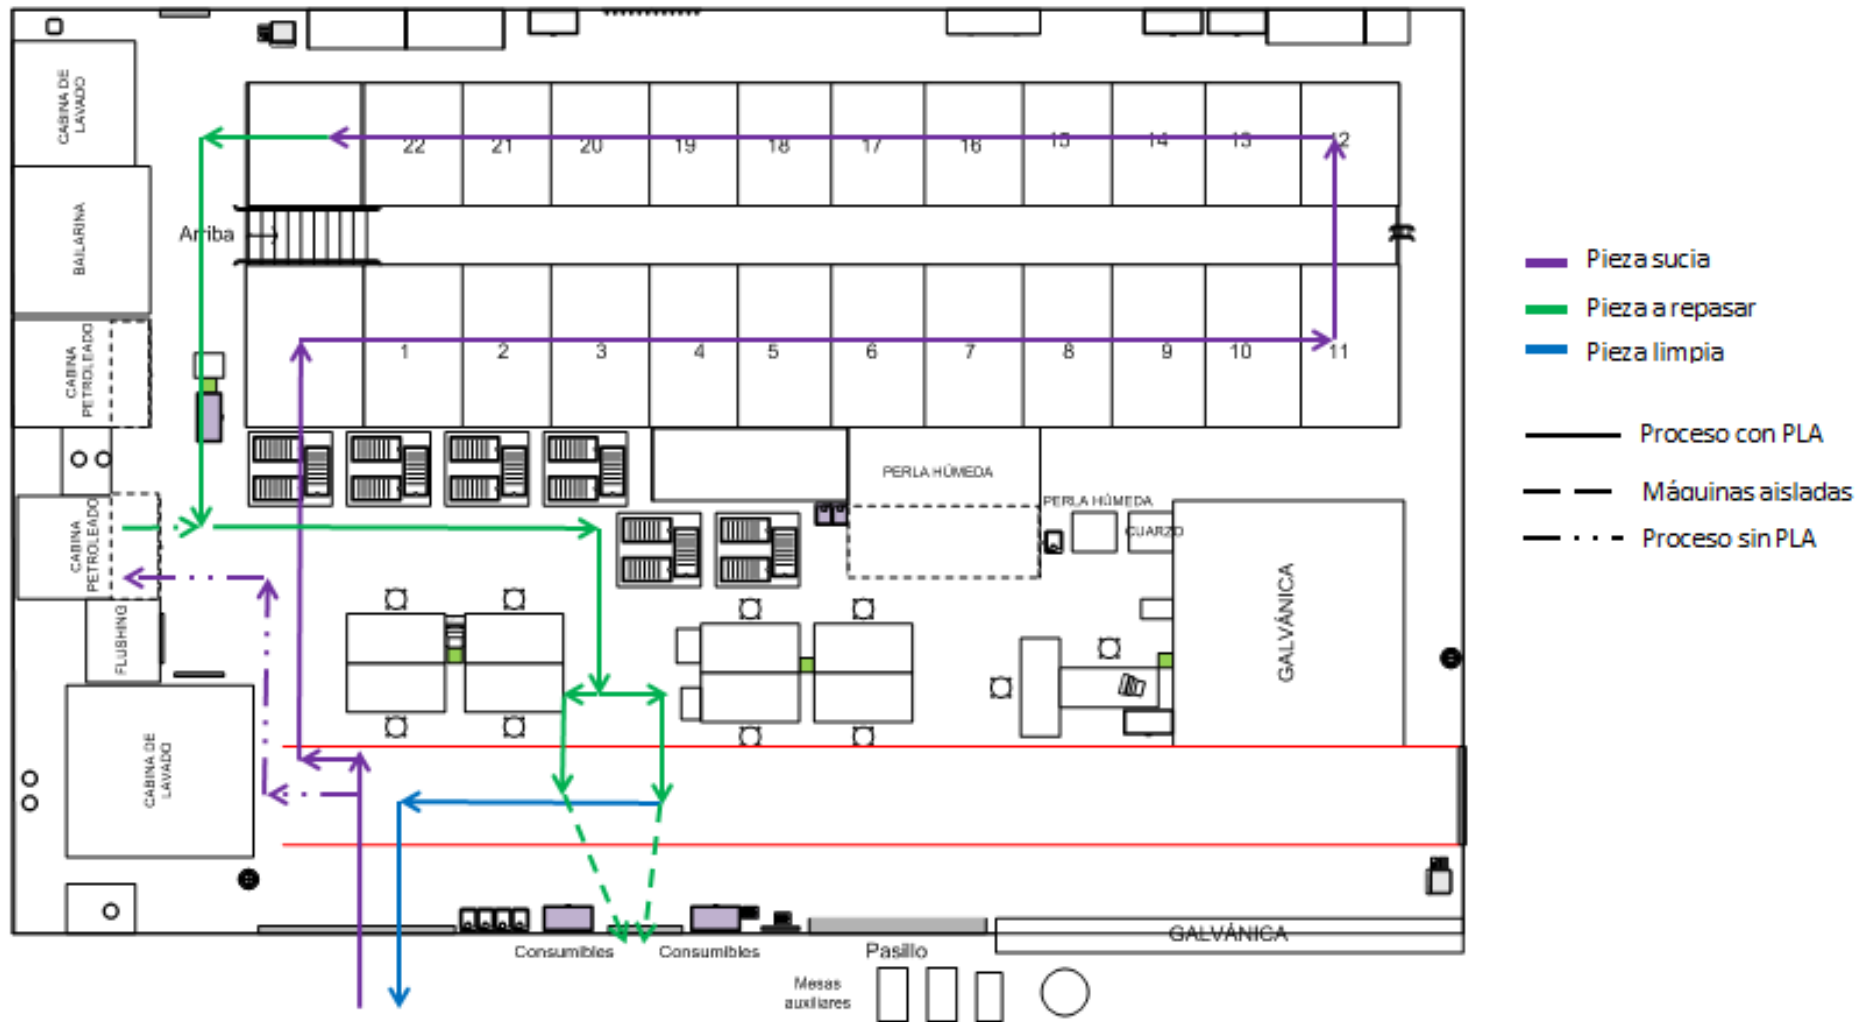 CABINA DE
LAVADO
22
21
20
19
18
17
16
15
14
13
12
BAILARINA
Arriba
CABINA
PETROLEADO
1
2
3
4
5
6
7
8
9
10
11
PERLA HÚMEDA
PERLA HÚMEDA
CUARZO
CABINA
PETROLEADO
FLUSHING
GALVÁNICA
CABINA DE
LAVADO
Consumibles
Consumibles
Pasillo
GALVÁNICA
Mesas
auxiliares
Pieza sucia
Pieza a repasar
Pieza limpia
Proceso con PLA
Máquinas aisladas
Proceso sin PLA